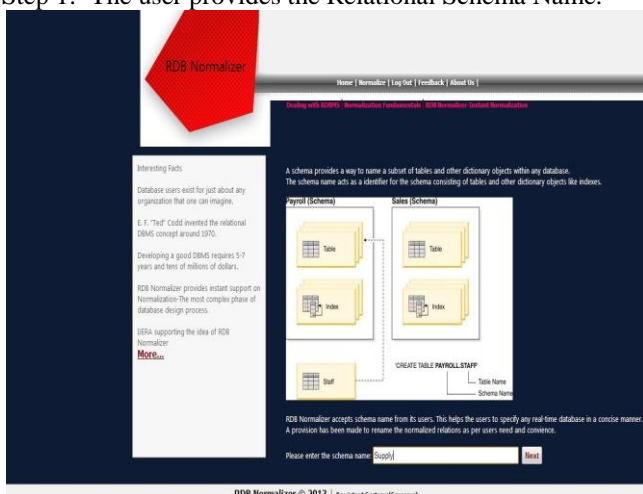 Step 1: The user provides the Relational Schema Name.
RDB Normalizer
Home | Normalize | Log Out | Feedback | About Us |
Dealing with RDBMS | Normalization Fundamentals | RDB Normalizer-Instant Normalization
Interesting Facts
Database users exist for just about any
organization that one can imagine.
E. F. "Ted" Codd invented the relational
DBMS concept around 1970.
Developing a good DBMS requires 5-7
years and tens of millions of dollars.
RDB Normalizer provides instant support on
Normalization-The most complex phase of
database design process.
supporting the idea of RDB
Normalizer
More...
A schema provides a way to name a subset of tables and other dictionary objects within any database.
The schema name acts as a identifier for the schema consisting of tables and other dictionary objects like indexes.
Payroll (Schema)
Sales (Schema)
Table
Table
Index
Index
Staff
'CREATE TABLE PAYROLL.STAFF'
Table Name
Schema Name
RDB Normalizer accepts schema name from its users. This helps the users to specify any real-time database in a concise manner.
A provision has been made to rename the normalized relations as per users need and convience.
Please enter the schema name: Supply
Next
RDB Normalizer © 2013 |